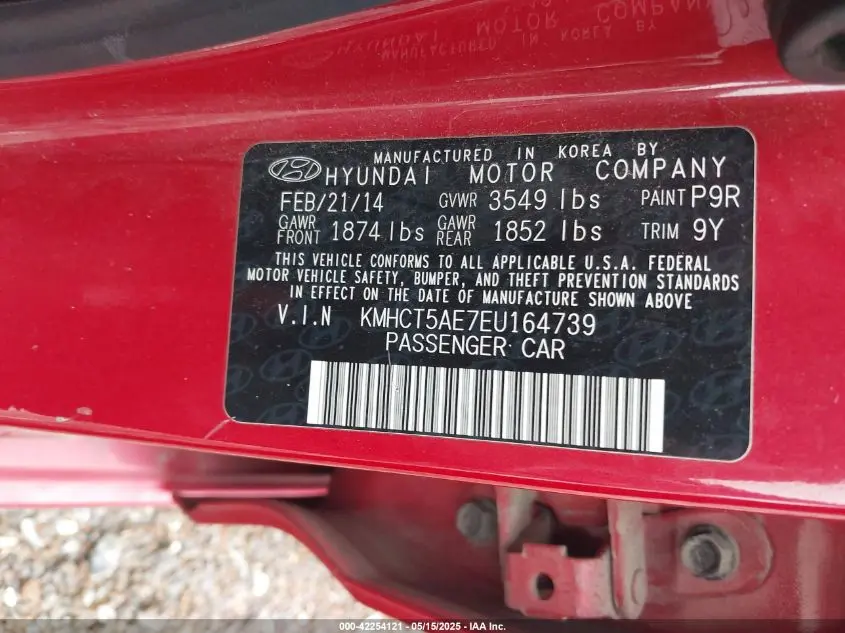 MANUFACTURED IN KOREA BY
HYUNDAI MOTOR COMPANY
FEB/21/14 GVWR 3549 lbs PAINT P9R
GAWR FRONT 1874 lbs GAWR REAR 1852 lbs TRIM 9Y
THIS VEHICLE CONFORMS TO ALL APPLICABLE U.S.A. FEDERAL
MOTOR VEHICLE SAFETY, BUMPER, AND THEFT PREVENTION STANDARDS
IN EFFECT ON THE DATE OF MANUFACTURE SHOWN ABOVE
V.I.N KMHCT5AE7EU164739
PASSENGER CAR
000-42254121 - 05/15/2025 - IAA Inc.